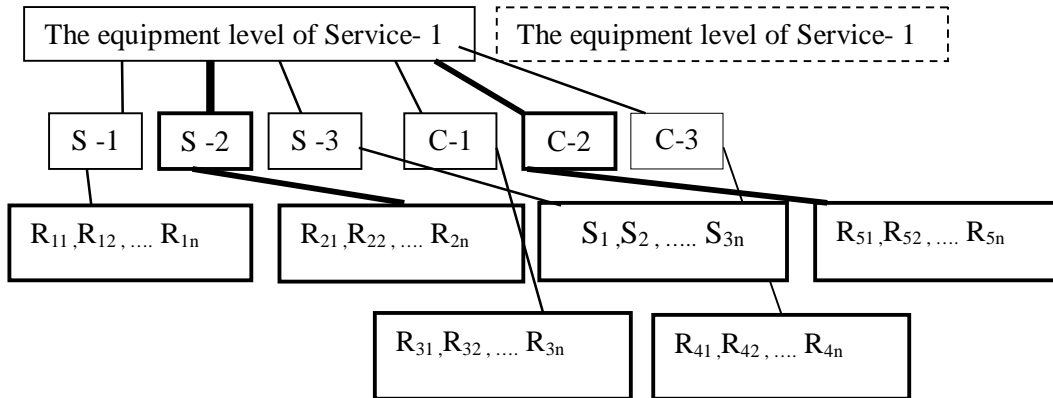 The equipment level of Service- 1
The equipment level of Service- 1
S -1
S -2
S -3
C-1
C-2
C-3
R₁₁ ,R₁₂ , .... R₁ₙ
R₂₁,R₂₂ , .... R₂ₙ
S₁ ,S₂ , ..... S₃ₙ
R₅₁,R₅₂ , .... R₅ₙ
R₃₁ ,R₃₂ , .... R₃ₙ
R₄₁ ,R₄₂ , .... R₄ₙ